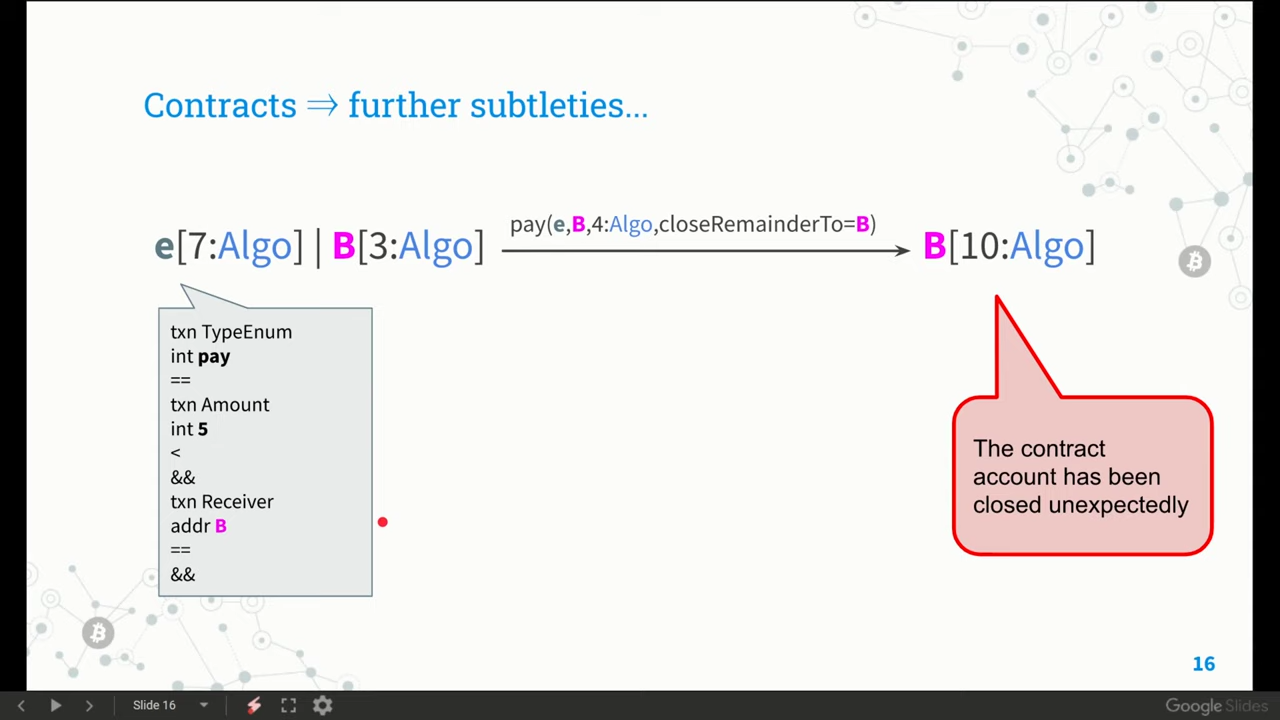 Contracts ⇒ further subtleties...
pay(e,B,4:Algo,closeRemainderTo=B)
e[7:Algo] | B[3:Algo]
B[10:Algo]
txn TypeEnum
int pay
==
txn Amount
int 5
<
&&
txn Receiver
addr B
==
&&
The contract
account has been
closed unexpectedly
16
Slide 16
Google Slides